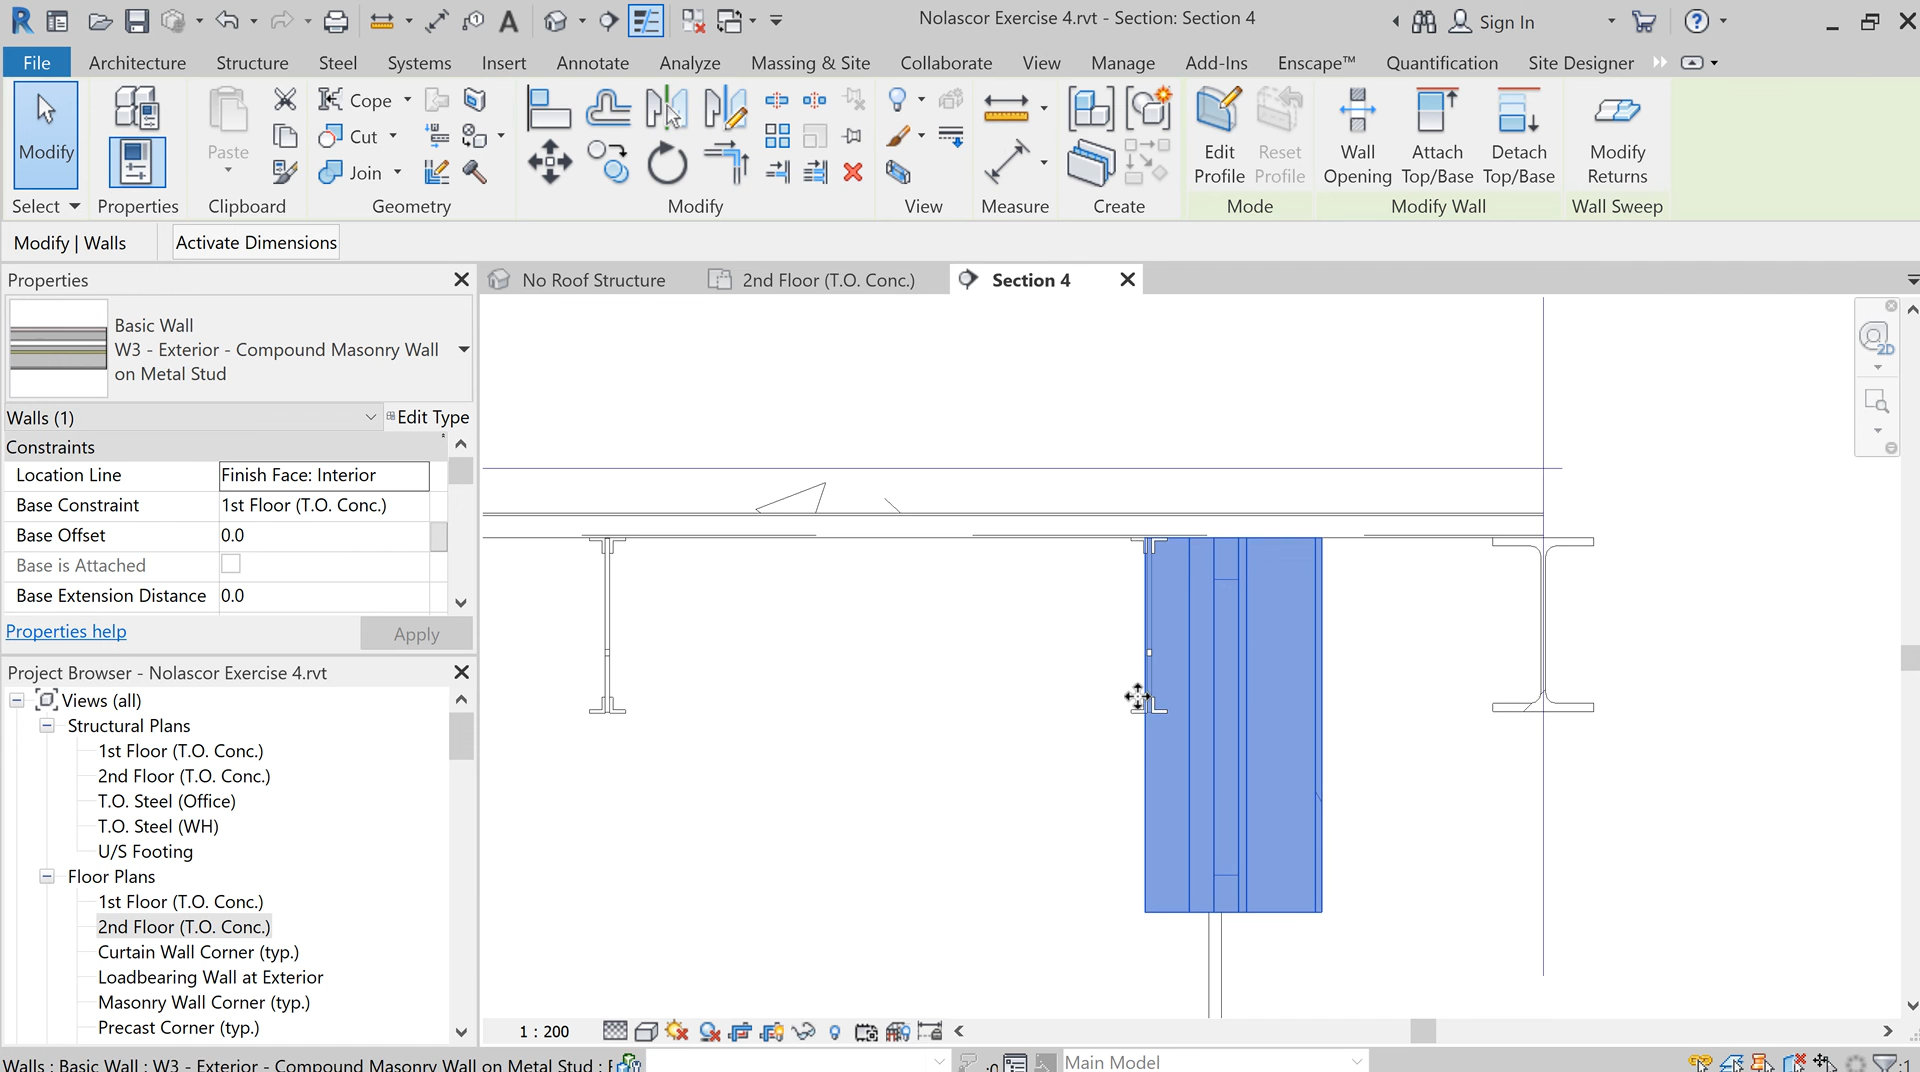 Nolascor Exercise 4.rvt - Section: Section 4
Sign In
File Architecture Structure Steel Systems Insert Annotate Analyze Massing & Site Collaborate View Manage Add-Ins Enscape™ Quantification Site Designer
Modify
Paste
Cope
Cut
Join
Edit Profile
Reset Profile
Wall Opening
Attach Top/Base
Detach Top/Base
Modify Returns
Select Properties Clipboard Geometry Modify View Measure Create Mode Modify Wall Wall Sweep
Modify | Walls Activate Dimensions
Properties
Basic Wall
W3 - Exterior - Compound Masonry Wall
on Metal Stud
Walls (1) Edit Type
Constraints
Location Line Finish Face: Interior
Base Constraint 1st Floor (T.O. Conc.)
Base Offset 0.0
Base is Attached
Base Extension Distance 0.0
Properties help Apply
Project Browser - Nolascor Exercise 4.rvt
Views (all)
Structural Plans
1st Floor (T.O. Conc.)
2nd Floor (T.O. Conc.)
T.O. Steel (Office)
T.O. Steel (WH)
U/S Footing
Floor Plans
1st Floor (T.O. Conc.)
2nd Floor (T.O. Conc.)
Curtain Wall Corner (typ.)
Loadbearing Wall at Exterior
Masonry Wall Corner (typ.)
Precast Corner (typ.)
No Roof Structure 2nd Floor (T.O. Conc.) Section 4
2D
1 : 200
Walls : Basic Wall : W3 - Exterior - Compound Masonry Wall on Metal Stud :
:0
Main Model
:1